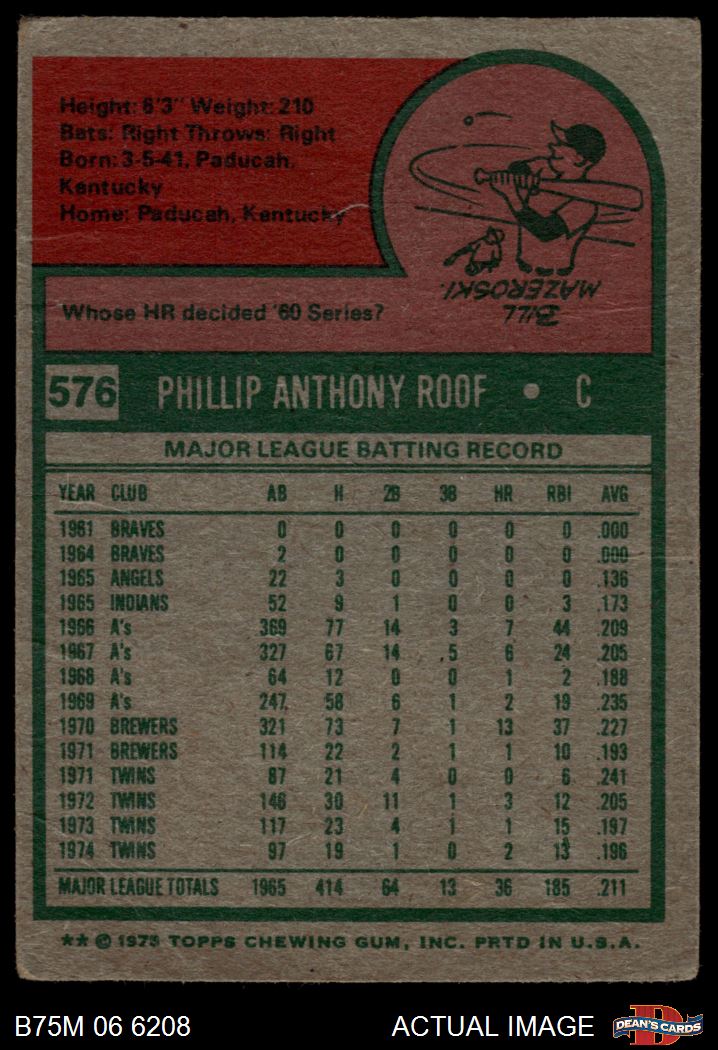 Height: 6'3" Weight: 210
Bats: Right Throws: Right
Born: 3-5-41, Paducah,
Kentucky
Home: Paducah, Kentucky
BILL
MAZEROSKI.
Whose HR decided '60 Series?
576 PHILLIP ANTHONY ROOF • C
MAJOR LEAGUE BATTING RECORD
YEAR CLUB AB H 2B 3B HR RBI AVG
1961 BRAVES 0 0 0 0 0 0 .000
1964 BRAVES 2 0 0 0 0 0 .000
1965 ANGELS 22 3 0 0 0 0 .136
1965 INDIANS 52 9 1 0 0 3 .173
1966 A's 369 77 14 3 7 44 .209
1967 A's 327 67 14 .5 6 24 .205
1968 A's 64 12 0 0 1 2 .188
1969 A's 247 58 6 1 2 19 .235
1970 BREWERS 321 73 7 1 13 37 .227
1971 BREWERS 114 22 2 1 1 10 .193
1971 TWINS 87 21 4 0 0 6 .241
1972 TWINS 146 30 11 1 3 12 .205
1973 TWINS 117 23 4 1 1 15 .197
1974 TWINS 97 19 1 0 2 13 .196
MAJOR LEAGUE TOTALS 1965 414 64 13 36 185 .211
** © 1975 TOPPS CHEWING GUM, INC. PRTD IN U.S.A.
B75M 06 6208 ACTUAL IMAGE DEAN'S CARDS